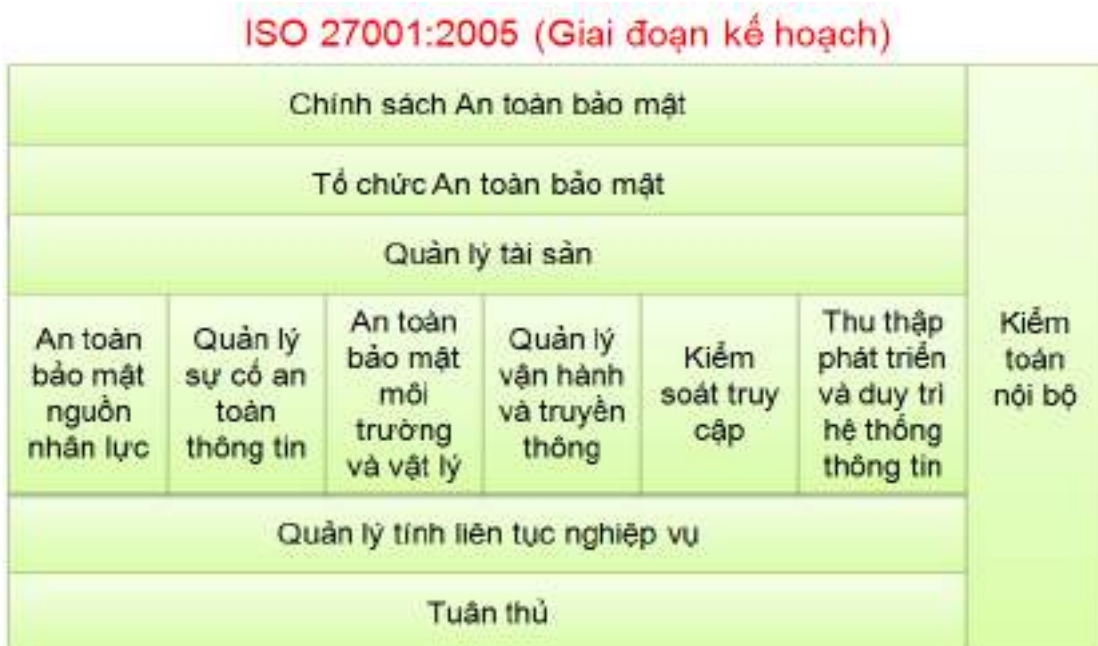 ISO 27001:2005 (Giai đoạn kế hoạch)
Chính sách An toàn bảo mật
Tổ chức An toàn bảo mật
Quản lý tài sản
An toàn
bảo mật
nguồn
nhân lực
Quản lý
sự cố an
toàn
thông tin
An toàn
bảo mật
môi
trường
và vật lý
Quản lý
vận hành
và truyền
thông
Kiểm
soát truy
cập
Thu thập
phát triển
và duy trì
hệ thống
thông tin
Kiểm
toán
nội bộ
Quản lý tính liên tục nghiệp vụ
Tuân thủ